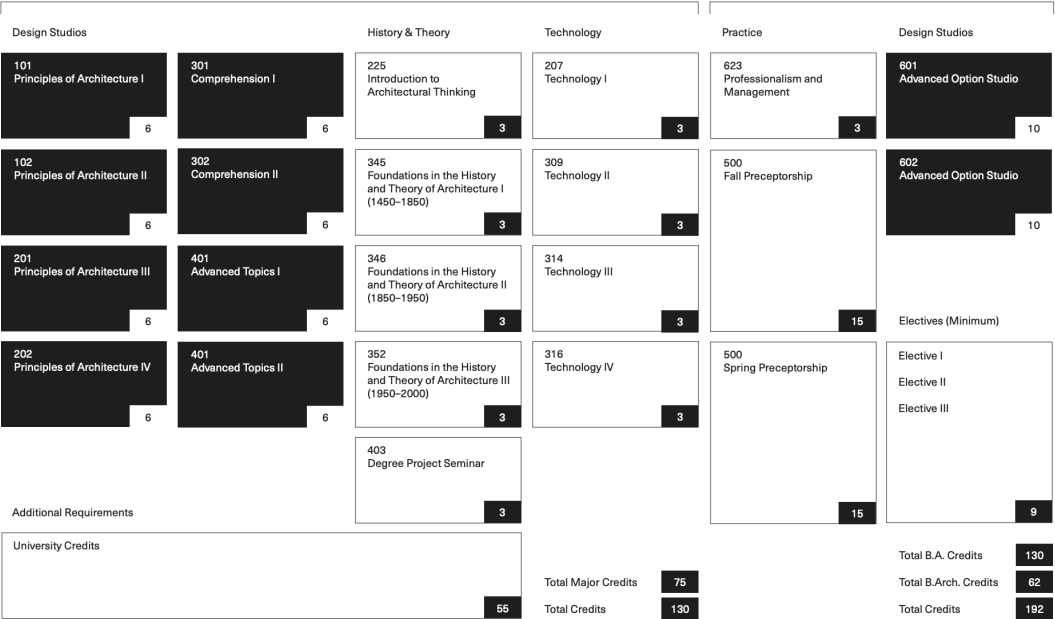 Design Studios
History & Theory
Technology
Practice
Design Studios
101
Principles of Architecture I
6
301
Comprehension I
6
225
Introduction to
Architectural Thinking
3
207
Technology I
3
623
Professionalism and
Management
3
601
Advanced Option Studio
10
102
Principles of Architecture II
6
302
Comprehension II
6
345
Foundations in the History
and Theory of Architecture I
(1450–1850)
3
309
Technology II
3
500
Fall Preceptorship
15
602
Advanced Option Studio
10
201
Principles of Architecture III
6
401
Advanced Topics I
6
346
Foundations in the History
and Theory of Architecture II
(1850–1950)
3
314
Technology III
3
Electives (Minimum)
202
Principles of Architecture IV
6
401
Advanced Topics II
6
352
Foundations in the History
and Theory of Architecture III
(1950–2000)
3
316
Technology IV
3
500
Spring Preceptorship
15
Elective I
Elective II
Elective III
9
403
Degree Project Seminar
3
Additional Requirements
University Credits
55
Total Major Credits 75
Total Credits 130
Total B.A. Credits 130
Total B.Arch. Credits 62
Total Credits 192